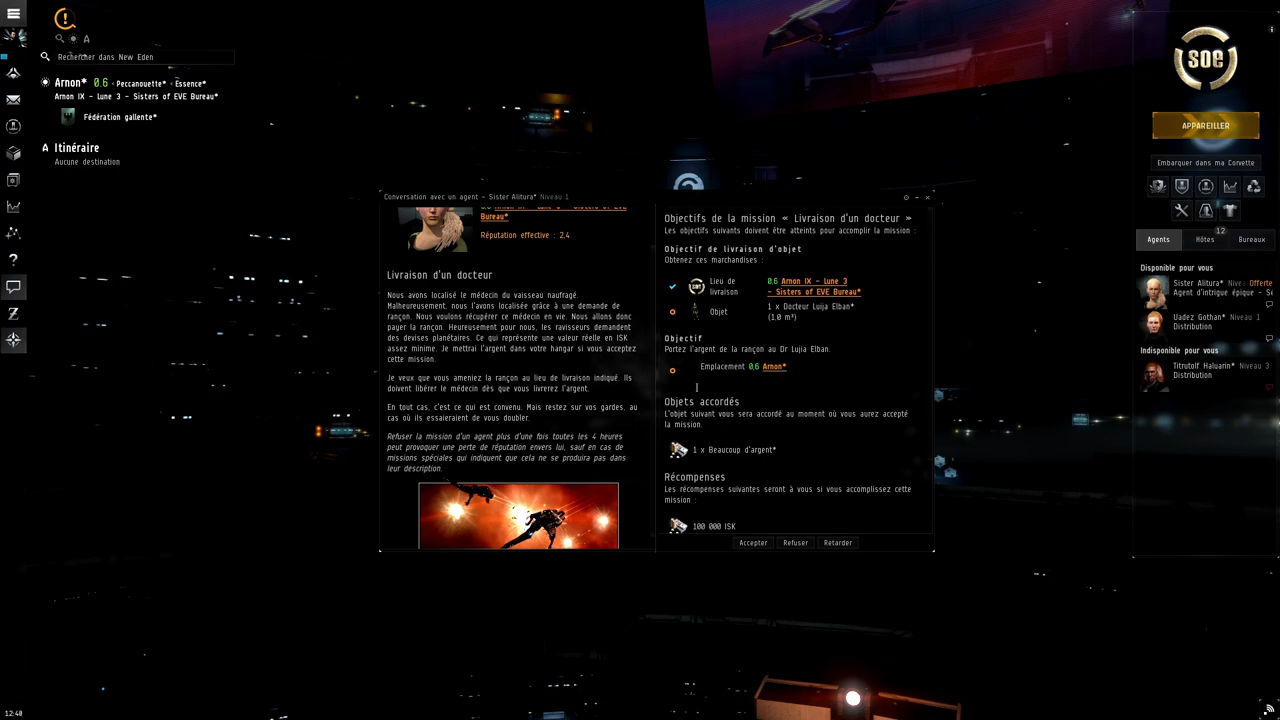 Rechercher dans New Eden
Arnon* 0.6 ‹ Peccanouette* ‹ Essence*
Arnon IX – Lune 3 – Sisters of EVE Bureau*
Fédération gallente*
Itinéraire
Aucune destination
12:40
Conversation avec un agent – Sister Alitura* Niveau 1
0,6 Arnon IX – Lune 3 – Sisters of EVE
Bureau*
Réputation effective : 2,4
Livraison d'un docteur
Nous avons localisé le médecin du vaisseau naufragé.
Malheureusement, nous l'avons localisée grâce à une demande de
rançon. Nous voulons récupérer ce médecin en vie. Nous allons donc
payer la rançon. Heureusement pour nous, les ravisseurs demandent
des devises planétaires. Ce qui représente une valeur réelle en ISK
assez minime. Je mettrai l'argent dans votre hangar si vous acceptez
cette mission.
Je veux que vous ameniez la rançon au lieu de livraison indiqué. Ils
doivent libérer le médecin dès que vous livrerez l'argent.
En tout cas, c'est ce qui est convenu. Mais restez sur vos gardes, au
cas où ils essaieraient de vous doubler.
Refuser la mission d'un agent plus d'une fois toutes les 4 heures
peut provoquer une perte de réputation envers lui, sauf en cas de
missions spéciales qui indiquent que cela ne se produira pas dans
leur description.
Objectifs de la mission « Livraison d'un docteur »
Les objectifs suivants doivent être atteints pour accomplir la mission :
Objectif de livraison d'objet
Obtenez ces marchandises :
Lieu de
livraison
0,6 Arnon IX – Lune 3
– Sisters of EVE Bureau*
Objet
1 x Docteur Lujia Elban*
(1,0 m³)
Objectif
Portez l'argent de la rançon au Dr Lujia Elban.
Emplacement 0,6 Arnon*
Objets accordés
L'objet suivant vous sera accordé au moment où vous aurez accepté
la mission.
1 x Beaucoup d'argent*
Récompenses
Les récompenses suivantes seront à vous si vous accomplissez cette
mission :
100 000 ISK
Accepter
Refuser
Retarder
soe
APPAREILLER
Embarquer dans ma Corvette
12
Agents
Hôtes
Bureaux
Disponible pour vous
Sister Alitura* Nive: Offerte
Agent d'intrigue épique – S
Uadez Gothan* Niveau 1
Distribution
Indisponible pour vous
Titrutolf Haluarin* Niveau 3
Distribution